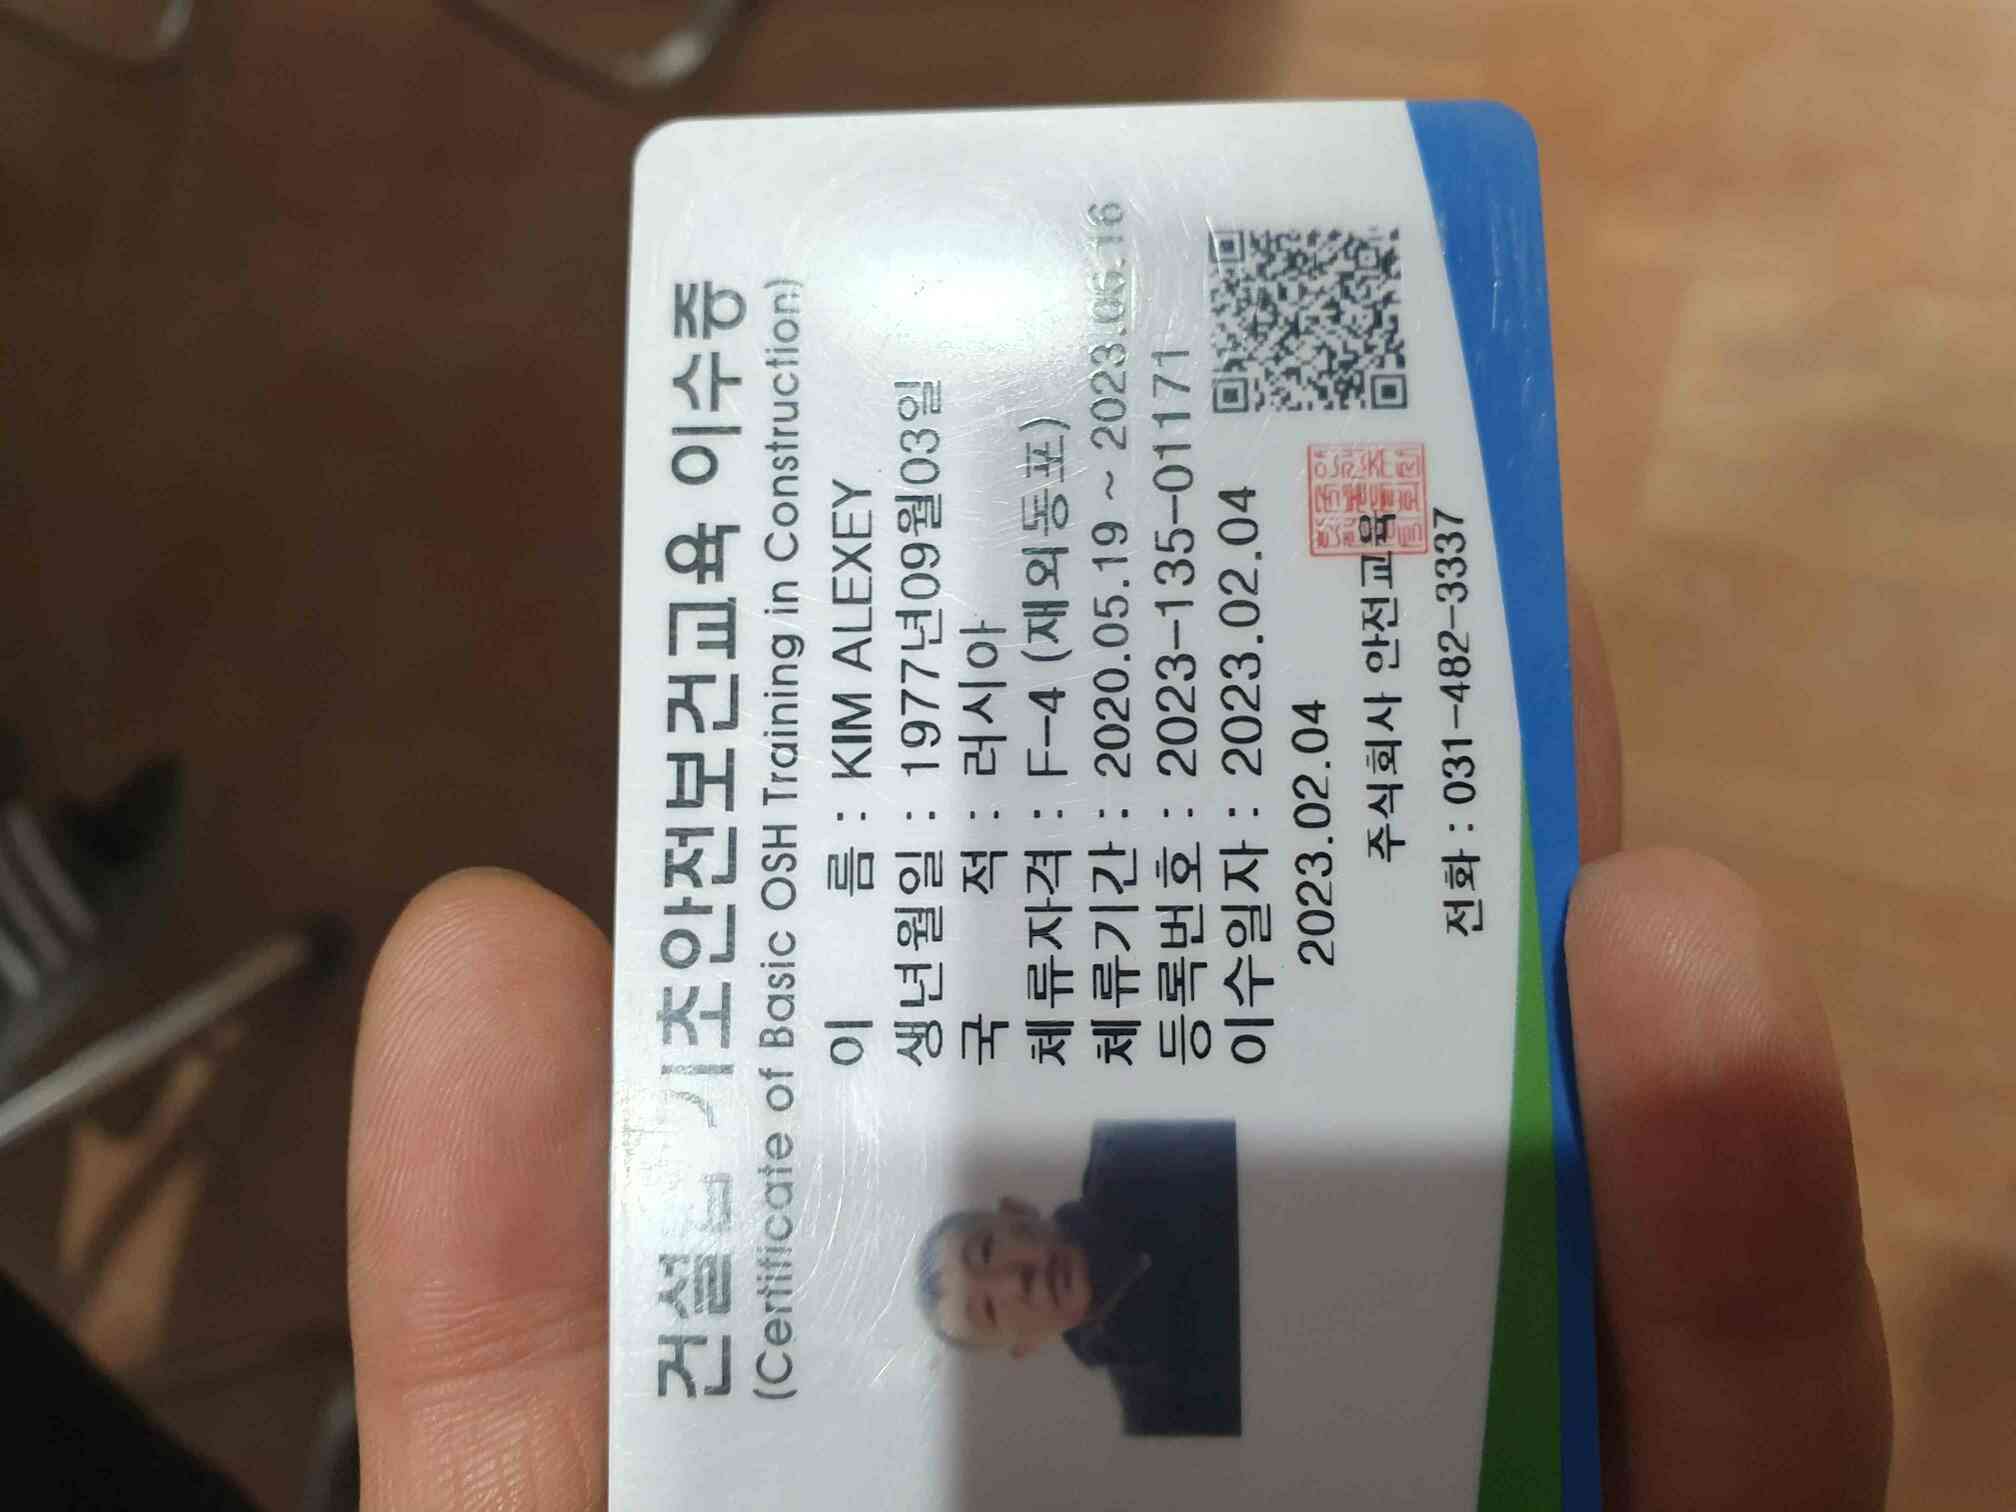 건설업 기초안전보건교육 이수증
(Certificate of Basic OSH Training in Construction)
이 름 : KIM ALEXEY
생년월일 : 1977년09월03일
국 적 : 러시아
체류자격 : F-4 (재외동포)
체류기간 : 2020.05.19 ~ 2023.06.16
등록번호 : 2023-135-01171
이수일자 : 2023.02.04
2023.02.04
주식회사 안전교육
전화 : 031-482-3337